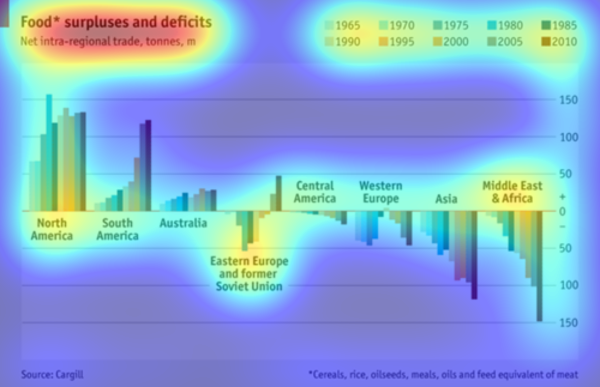 Food* surpluses and deficits
Net intra-regional trade, tonnes, m
1965 1970 1975 1980 1985
1990 1995 2000 2005 2010
150
100
50
+
0
–
50
100
150
North
America
South
America
Australia
Eastern Europe
and former
Soviet Union
Central
America
Western
Europe
Asia
Middle East
& Africa
Source: Cargill
*Cereals, rice, oilseeds, meals, oils and feed equivalent of meat